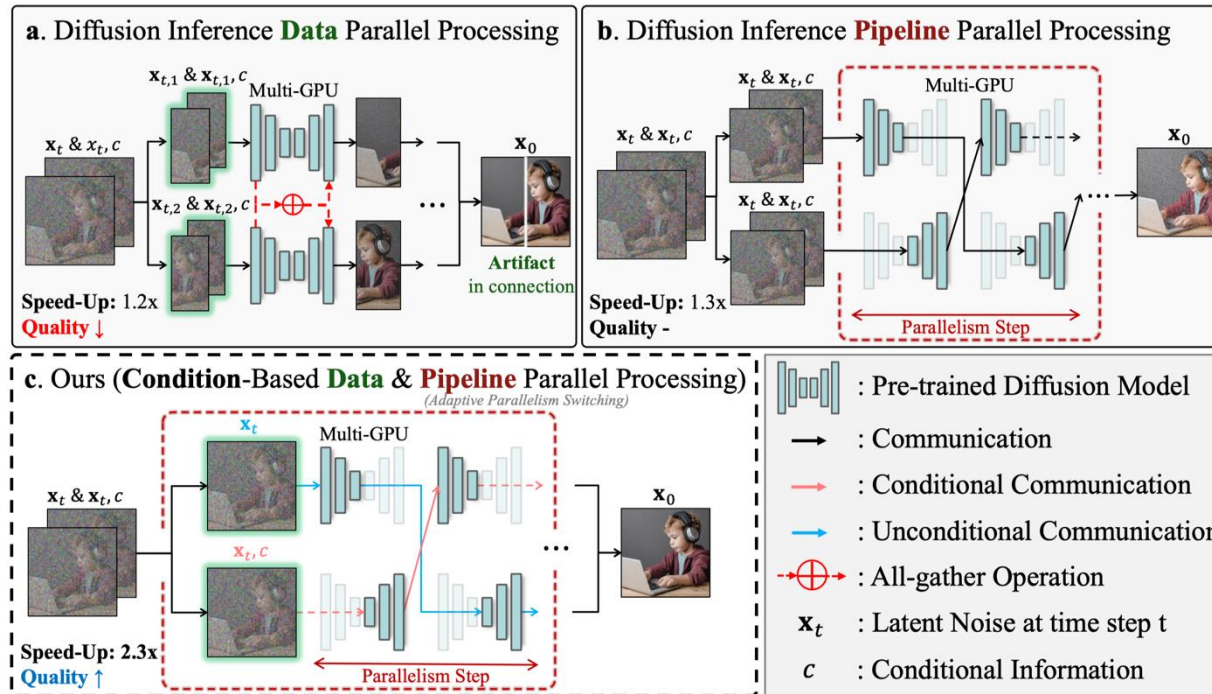 a. Diffusion Inference Data Parallel Processing
x_{t,1} & x_{t,1}, c
Multi-GPU
x_t & x_t, c
x_{t,2} & x_{t,2}, c
...
x_0
Artifact
in connection
Speed-Up: 1.2x
Quality ↓
b. Diffusion Inference Pipeline Parallel Processing
x_t & x_t, c
Multi-GPU
x_t & x_t, c
x_t & x_t, c
...
x_0
Speed-Up: 1.3x
Quality -
Parallelism Step
c. Ours (Condition-Based Data & Pipeline Parallel Processing)
(Adaptive Parallelism Switching)
x_t
Multi-GPU
x_t & x_t, c
x_t, c
...
x_0
Speed-Up: 2.3x
Quality ↑
Parallelism Step
: Pre-trained Diffusion Model
: Communication
: Conditional Communication
: Unconditional Communication
: All-gather Operation
x_t : Latent Noise at time step t
c : Conditional Information